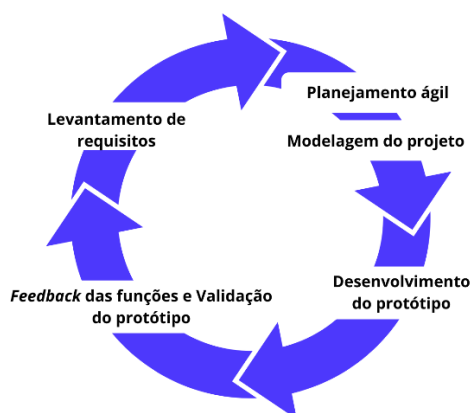 Planejamento ágil
Levantamento de
requisitos
Modelagem do projeto
Desenvolvimento
do protótipo
Feedback das funções e Validação
do protótipo